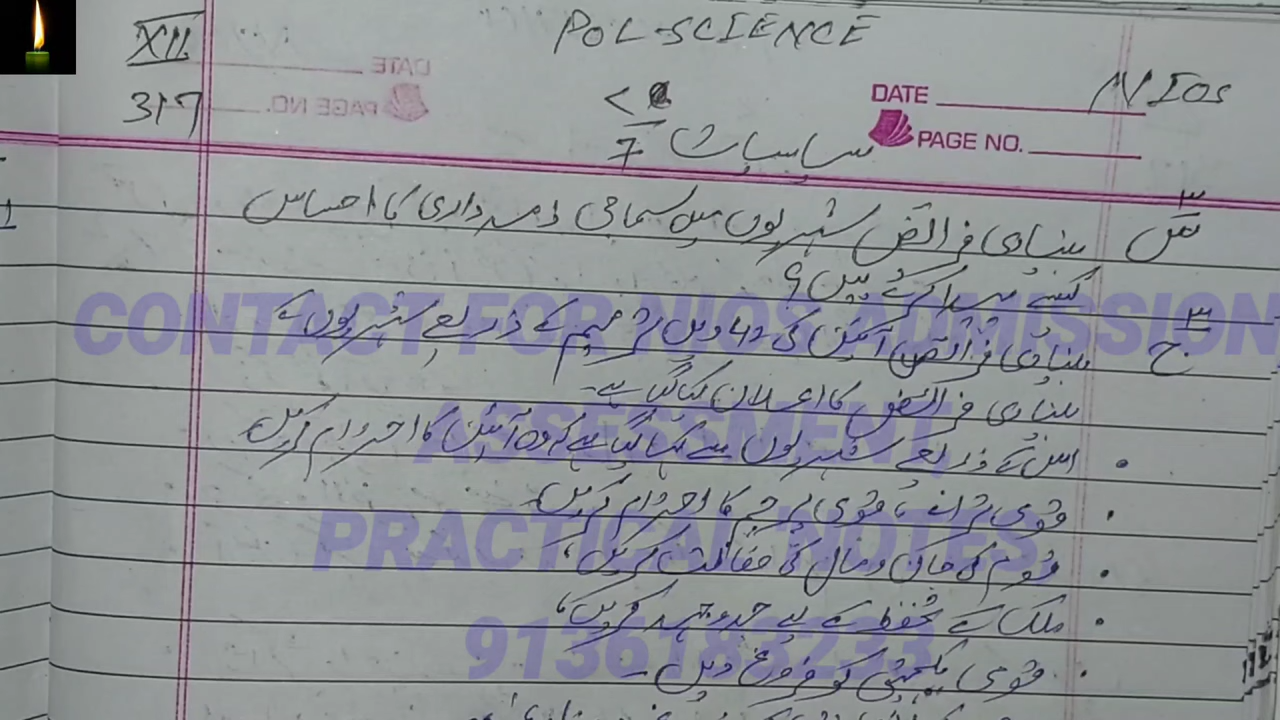 POL-SCIENCE
XII
317
NIOS
DATE
PAGE NO.
DATE
PAGE NO.
سیاسیات 7
س ۳ بنیادی فرائض شہریوں میں سماجی ذمہ داری کا احساس
کیسے پیدا کرتے ہیں؟
ج ۳ بنیادی فرائض آئین کی 42 ویں ترمیم کے ذریعے شہریوں کے
بنیادی فرائض کا اعلان کیا گیا ہے۔
• اس کے ذریعے شہریوں سے کہا گیا ہے کہ وہ آئین کا احترام کریں
• قومی ترانے، قومی پرچم کا احترام کریں۔
• قوم کی جان و مال کی حفاظت کریں،
• ملک کے تحفظ کے لیے جدوجہد کریں،
• قومی یکجہتی کو فروغ دیں۔
CONTACT FOR NIOS ADMISSION
ASSESSMENT
PRACTICAL NOTES
9136183233